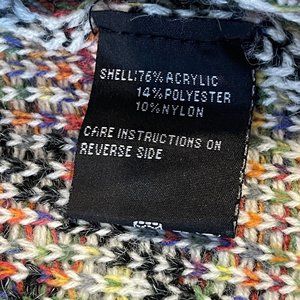 SHELL:76% ACRYLIC
14% POLYESTER
10% NYLON
CARE INSTRUCTIONS ON
REVERSE SIDE